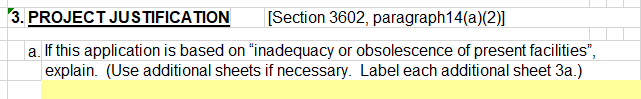 3. PROJECT JUSTIFICATION [Section 3602, paragraph14(a)(2)]
a. If this application is based on “inadequacy or obsolescence of present facilities”,
explain. (Use additional sheets if necessary. Label each additional sheet 3a.)